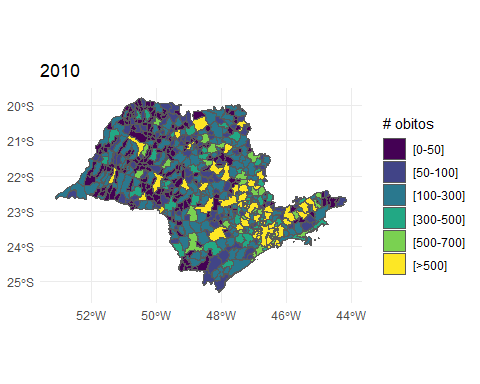 2010
20°S
21°S
22°S
23°S
24°S
25°S
52°W 50°W 48°W 46°W 44°W
# obitos
[0-50]
[50-100]
[100-300]
[300-500]
[500-700]
[>500]